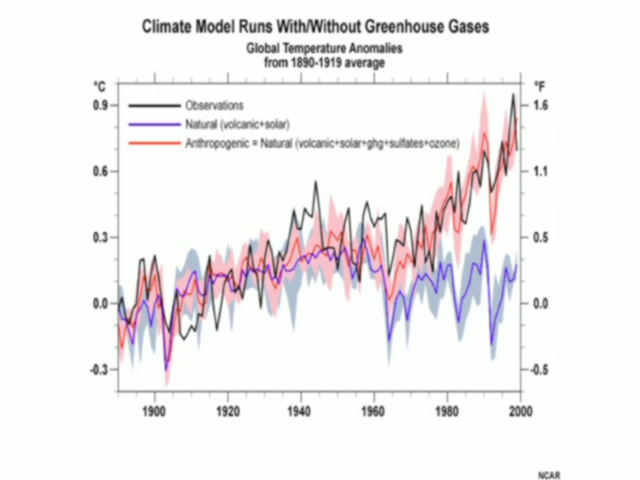 Climate Model Runs With/Without Greenhouse Gases
Global Temperature Anomalies
from 1890-1919 average
°C
°F
0.9
1.6
Observations
Natural (volcanic+solar)
Anthropogenic = Natural (volcanic+solar+ghg+sulfates+ozone)
0.6
1.1
0.3
0.5
0.0
0.0
-0.3
-0.5
1900 1920 1940 1960 1980 2000
NCAR